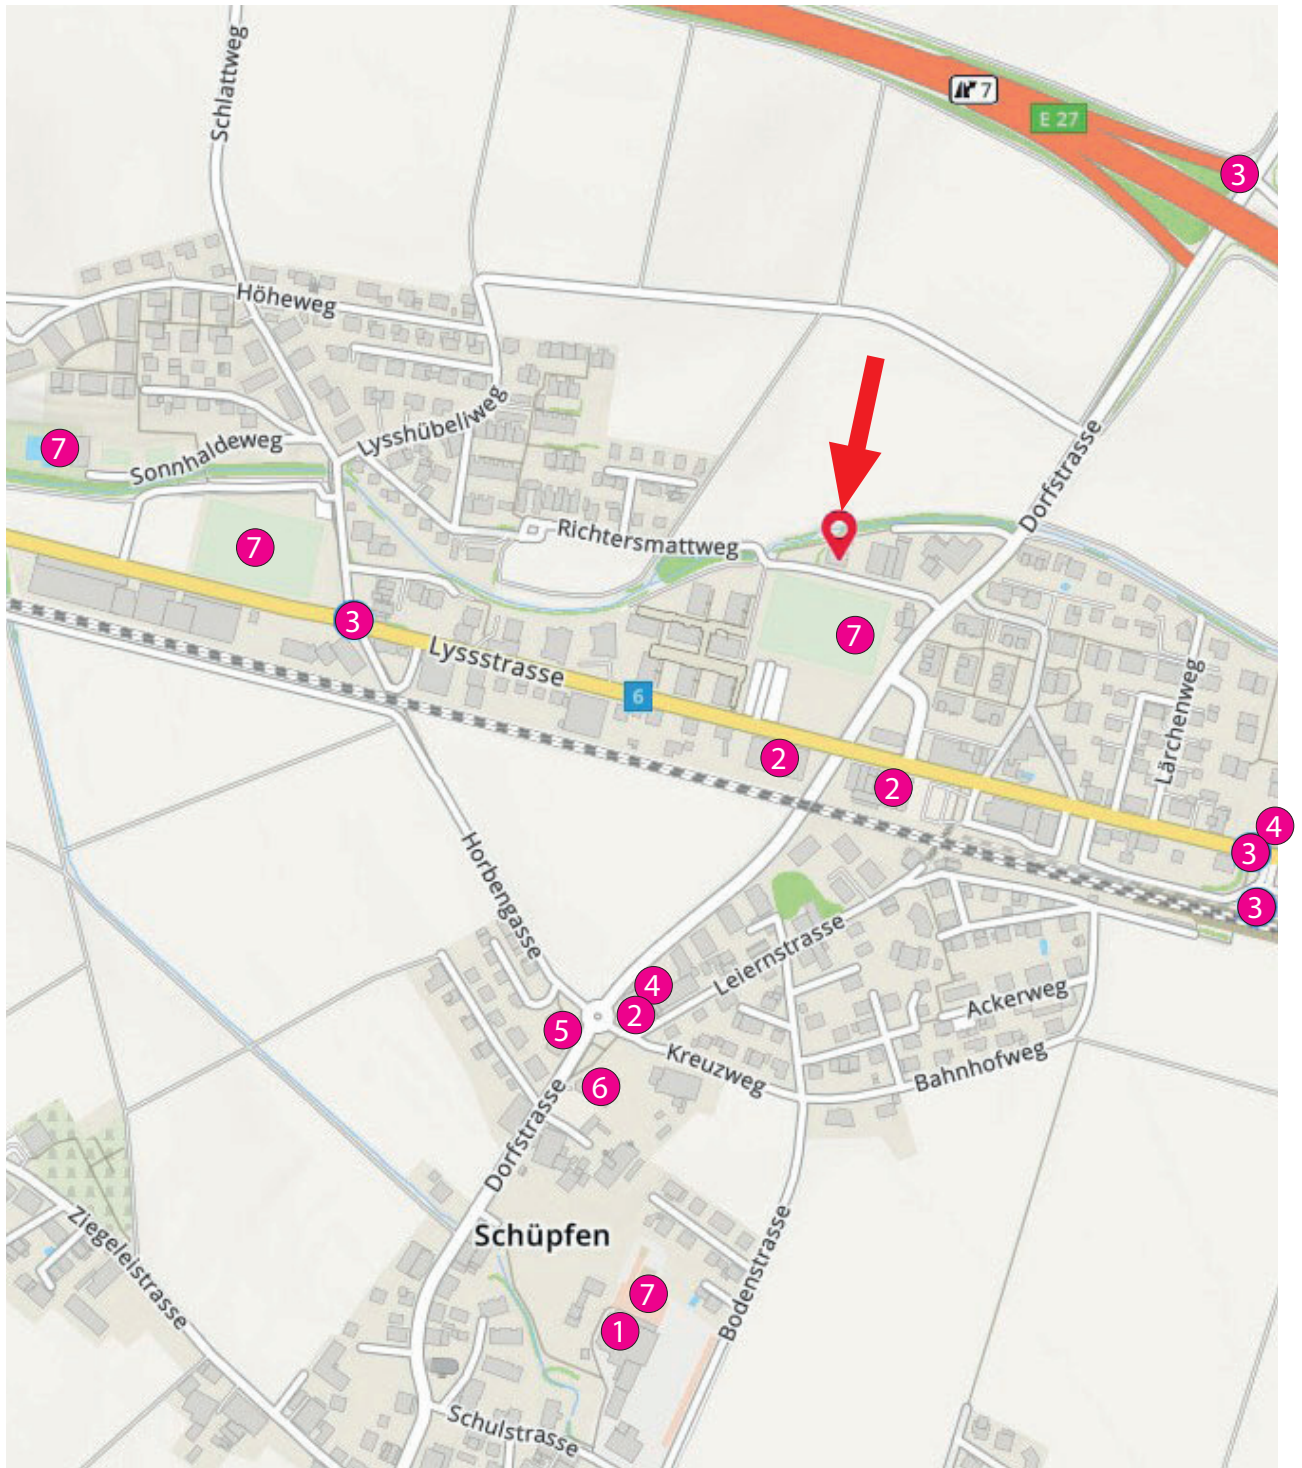 Schlattweg
7
E 27
3
Höheweg
Lysshübeliweg
7
Sonnhaldeweg
Dorfstrasse
7
Richtersmattweg
3
7
Lyssstrasse
6
Lärchenweg
2
2
4
3
3
Horbengasse
Leiernstrasse
4
2
5
Ackerweg
Kreuzweg
Bahnhofweg
6
Dorfstrasse
Ziegeleistrasse
Schüpfen
Bodenstrasse
7
1
Schulstrasse